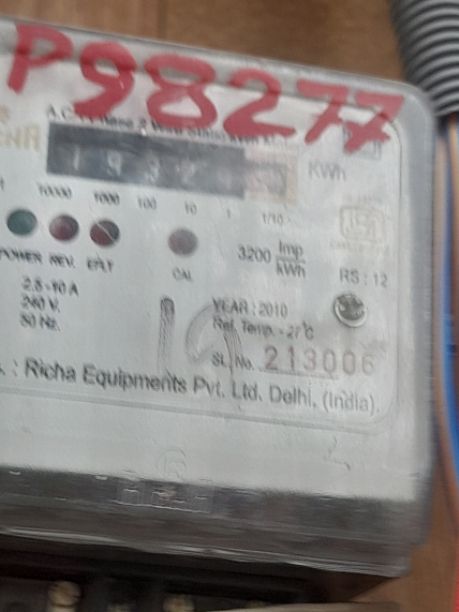 P98277
KWh
10000 1000 100 10 1 1/10
3200 Imp/kWh
POWER REV. EPLT CAL
RS : 12
2.5-10 A
240 V.
50 Hz.
YEAR : 2010
Ref. Temp. - 27°C
SL. No. 213006
: Richa Equipments Pvt. Ltd. Delhi, (India).